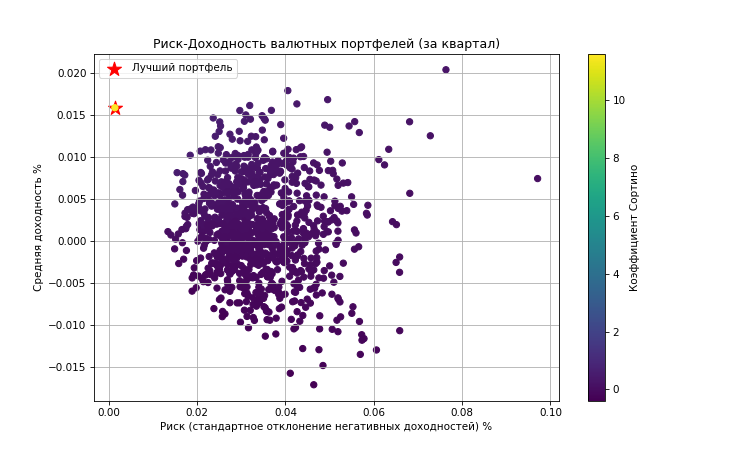 Риск-Доходность валютных портфелей (за квартал)
Лучший портфель
Средняя доходность %
0.020
0.015
0.010
0.005
0.000
−0.005
−0.010
−0.015
0.00 0.02 0.04 0.06 0.08 0.10
Риск (стандартное отклонение негативных доходностей) %
10
8
6
4
2
0
Коэффициент Сортино